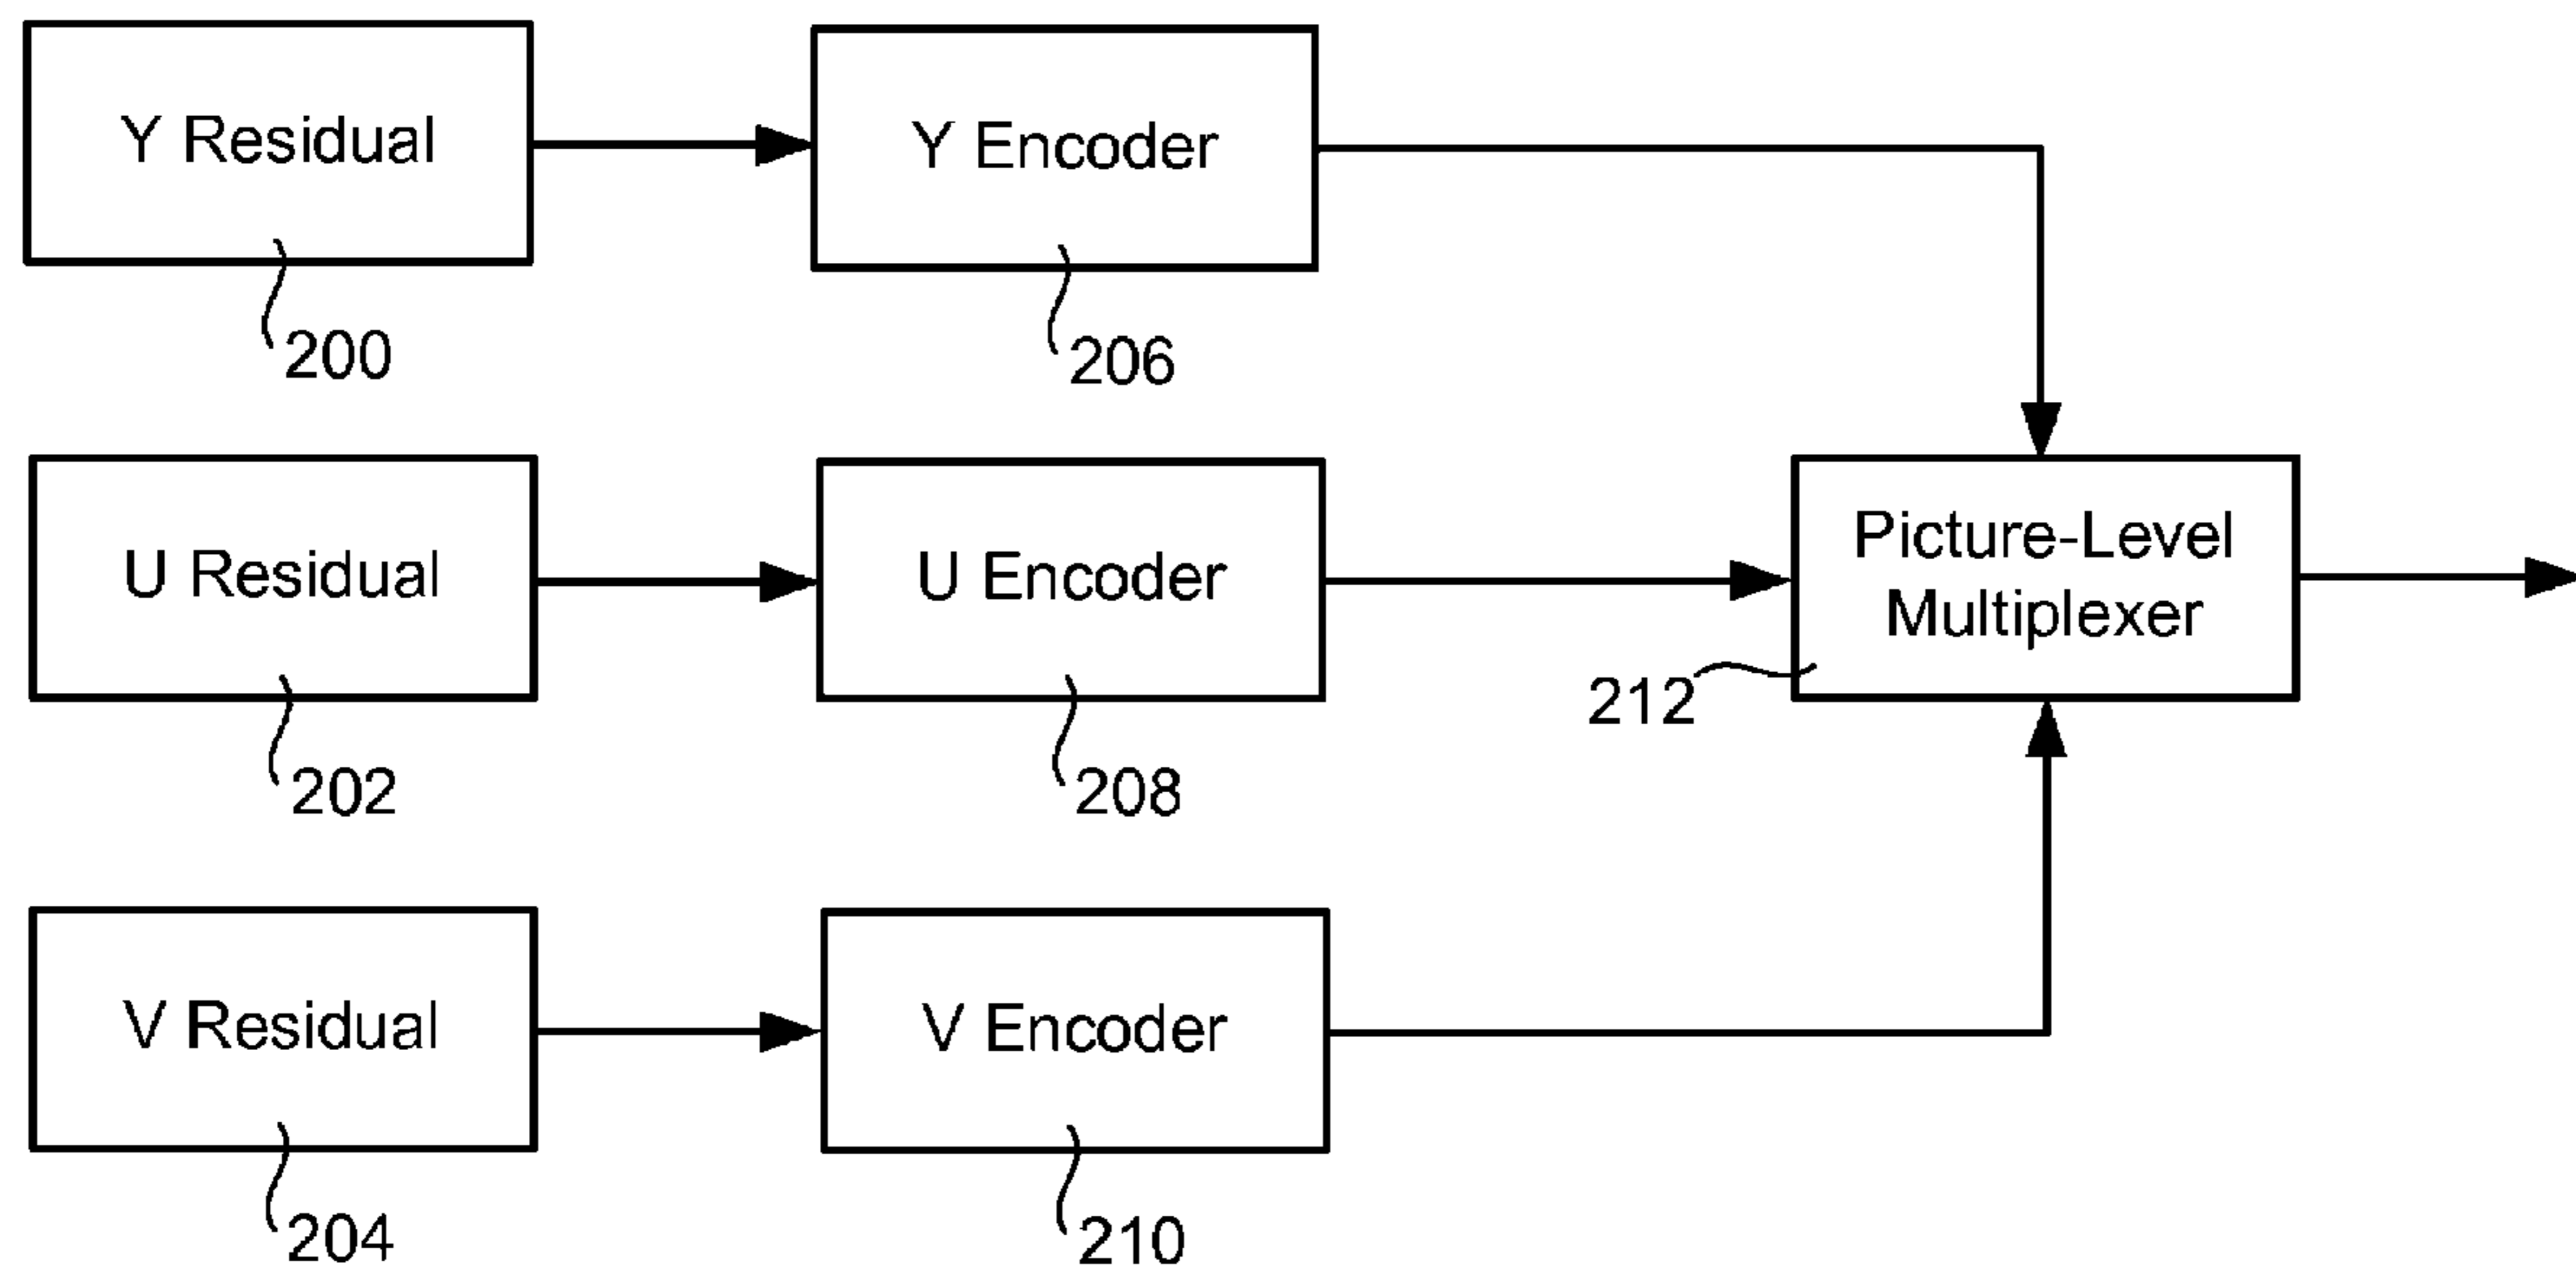 Y Residual
200
Y Encoder
206
U Residual
202
U Encoder
208
Picture-Level
Multiplexer
212
V Residual
204
V Encoder
210